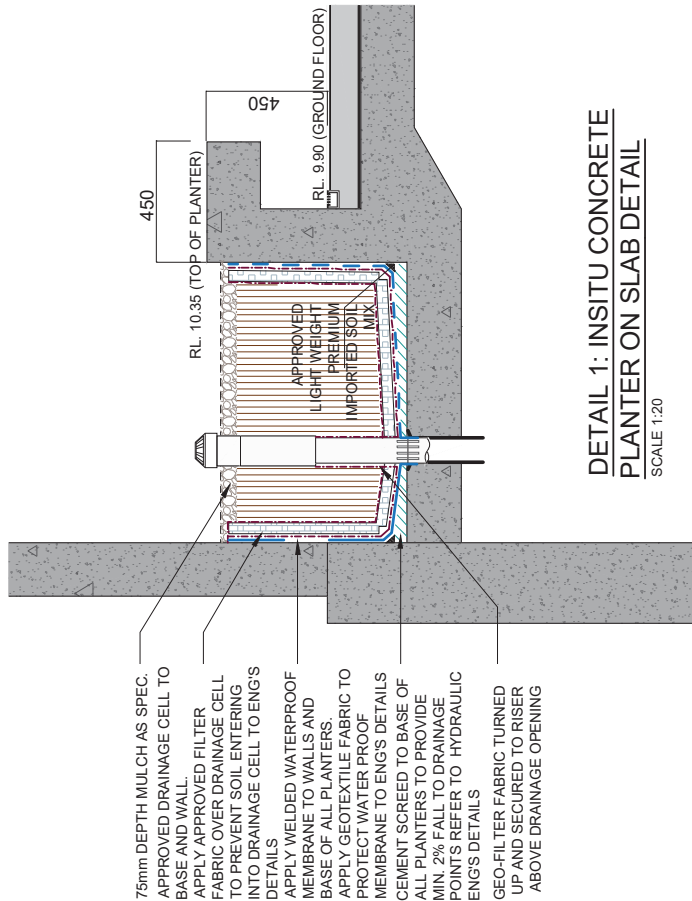 75mm DEPTH MULCH AS SPEC.
APPROVED DRAINAGE CELL TO
BASE AND WALL.
APPLY APPROVED FILTER
FABRIC OVER DRAINAGE CELL
TO PREVENT SOIL ENTERING
INTO DRAINAGE CELL TO ENG'S
DETAILS
APPLY WELDED WATERPROOF
MEMBRANE TO WALLS AND
BASE OF ALL PLANTERS.
APPLY GEOTEXTILE FABRIC TO
PROTECT WATER PROOF
MEMBRANE TO ENG'S DETAILS
CEMENT SCREED TO BASE OF
ALL PLANTERS TO PROVIDE
MIN. 2% FALL TO DRAINAGE
POINTS REFER TO HYDRAULIC
ENG'S DETAILS
GEO-FILTER FABRIC TURNED
UP AND SECURED TO RISER
ABOVE DRAINAGE OPENING
APPROVED
LIGHT WEIGHT
PREMIUM
IMPORTED SOIL
MIX
450
RL. 10.35 (TOP OF PLANTER)
450
RL. 9.90 (GROUND FLOOR)
DETAIL 1: INSITU CONCRETE
PLANTER ON SLAB DETAIL
SCALE 1:20